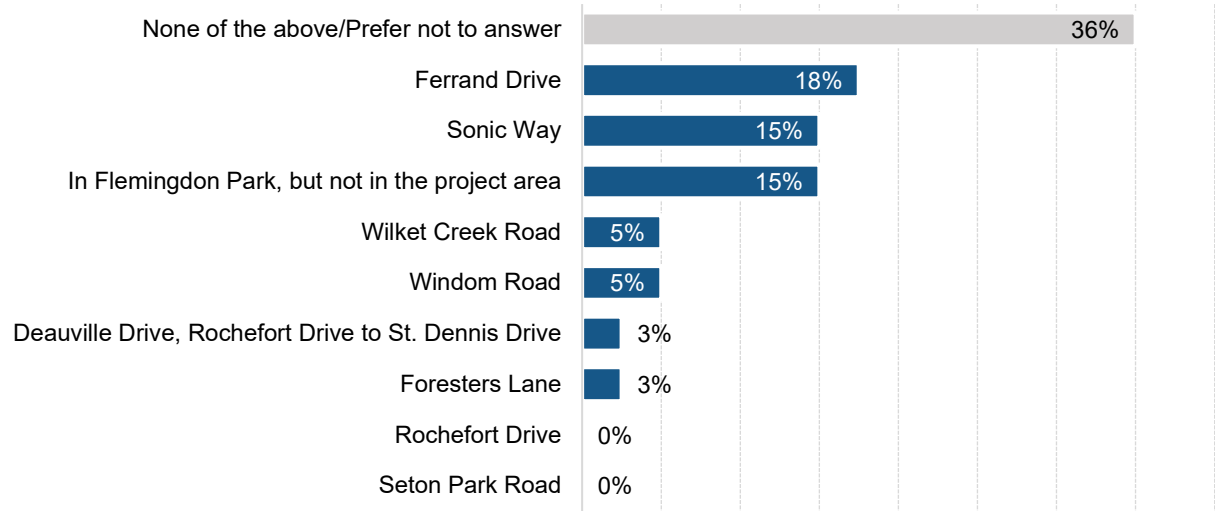 None of the above/Prefer not to answer 36%
Ferrand Drive 18%
Sonic Way 15%
In Flemingdon Park, but not in the project area 15%
Wilket Creek Road 5%
Windom Road 5%
Deauville Drive, Rochefort Drive to St. Dennis Drive 3%
Foresters Lane 3%
Rochefort Drive 0%
Seton Park Road 0%